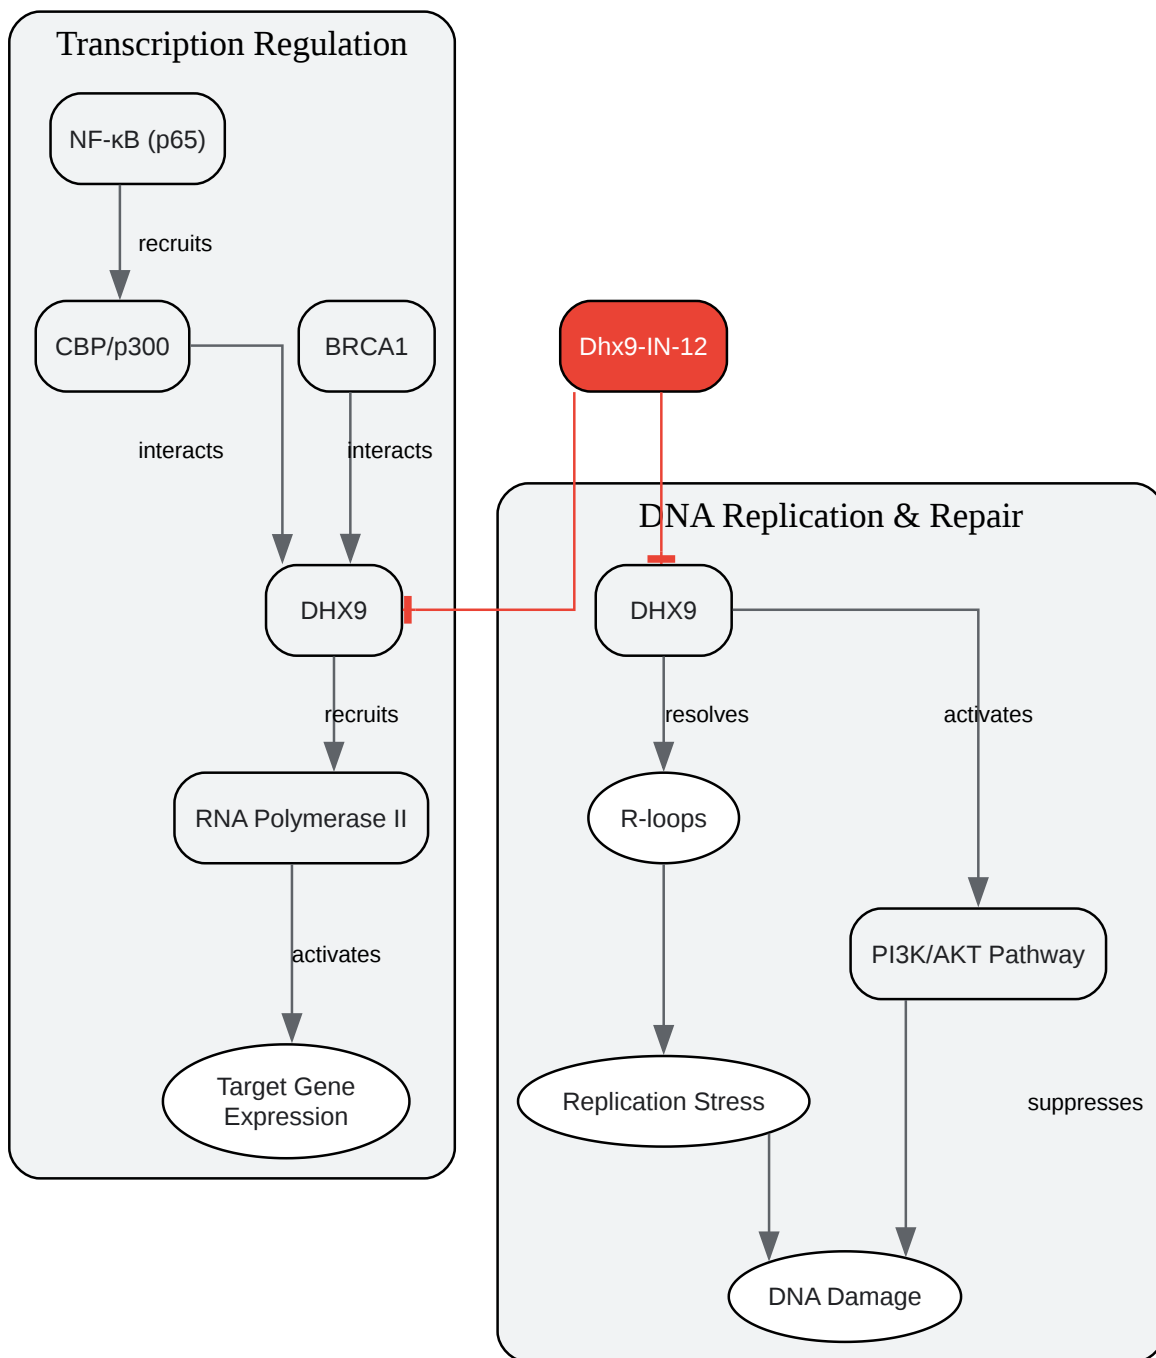 Transcription Regulation
NF-κB (p65)
recruits
CBP/p300
BRCA1
Dhx9-IN-12
interacts
interacts
DNA Replication & Repair
DHX9
DHX9
recruits
resolves
activates
RNA Polymerase II
R-loops
activates
PI3K/AKT Pathway
Target Gene
Expression
Replication Stress
suppresses
DNA Damage